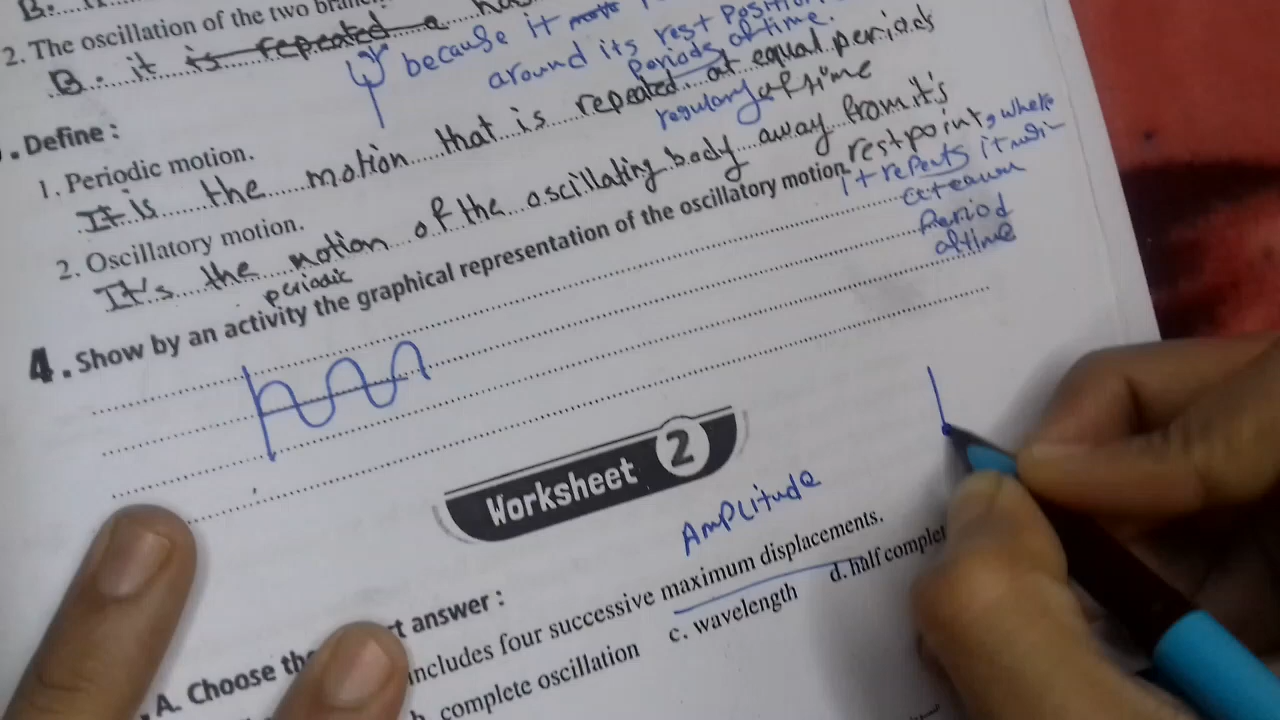 B.
2. The oscillation of the two bran
B. it is repeated a
because it
around its rest Position
Periods of time.
Define :
1. Periodic motion.
It is the motion that is repeated at equal periods
regulary of time
2. Oscillatory motion.
It's the motion of the oscillating body away from it's
periodic
rest point, where
it repeats
at
Period
of time
4. Show by an activity the graphical representation of the oscillatory motion.
Worksheet 2
AmPlitude
A. Choose the t answer :
includes four successive maximum displacements.
complete oscillation c. wavelength d. half complet